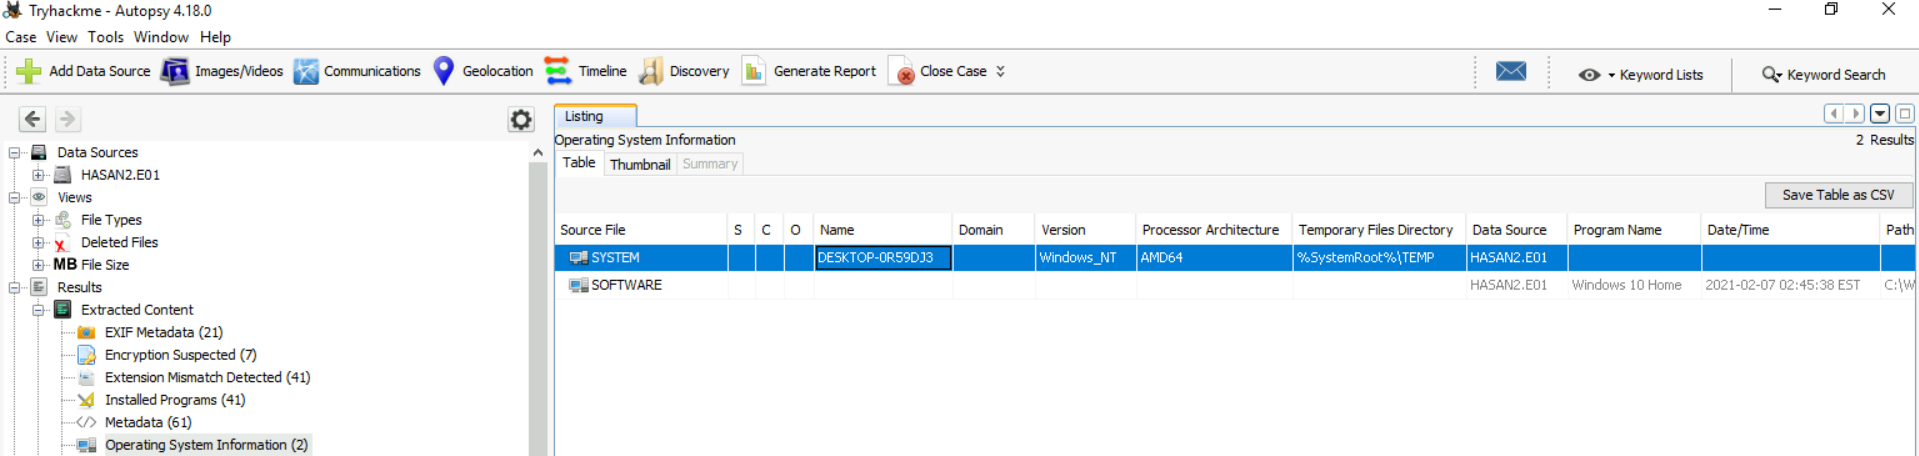 Tryhackme - Autopsy 4.18.0
Case View Tools Window Help
Add Data Source Images/Videos Communications Geolocation Timeline Discovery Generate Report Close Case Keyword Lists Keyword Search
Data Sources
HASAN2.E01
Views
File Types
Deleted Files
MB File Size
Results
Extracted Content
EXIF Metadata (21)
Encryption Suspected (7)
Extension Mismatch Detected (41)
Installed Programs (41)
Metadata (61)
Operating System Information (2)
Listing
Operating System Information 2 Results
Table Thumbnail Summary
Save Table as CSV
Source File S C O Name Domain Version Processor Architecture Temporary Files Directory Data Source Program Name Date/Time Path
SYSTEM DESKTOP-0R59DJ3 Windows_NT AMD64 %SystemRoot%\TEMP HASAN2.E01
SOFTWARE HASAN2.E01 Windows 10 Home 2021-02-07 02:45:38 EST C:\W